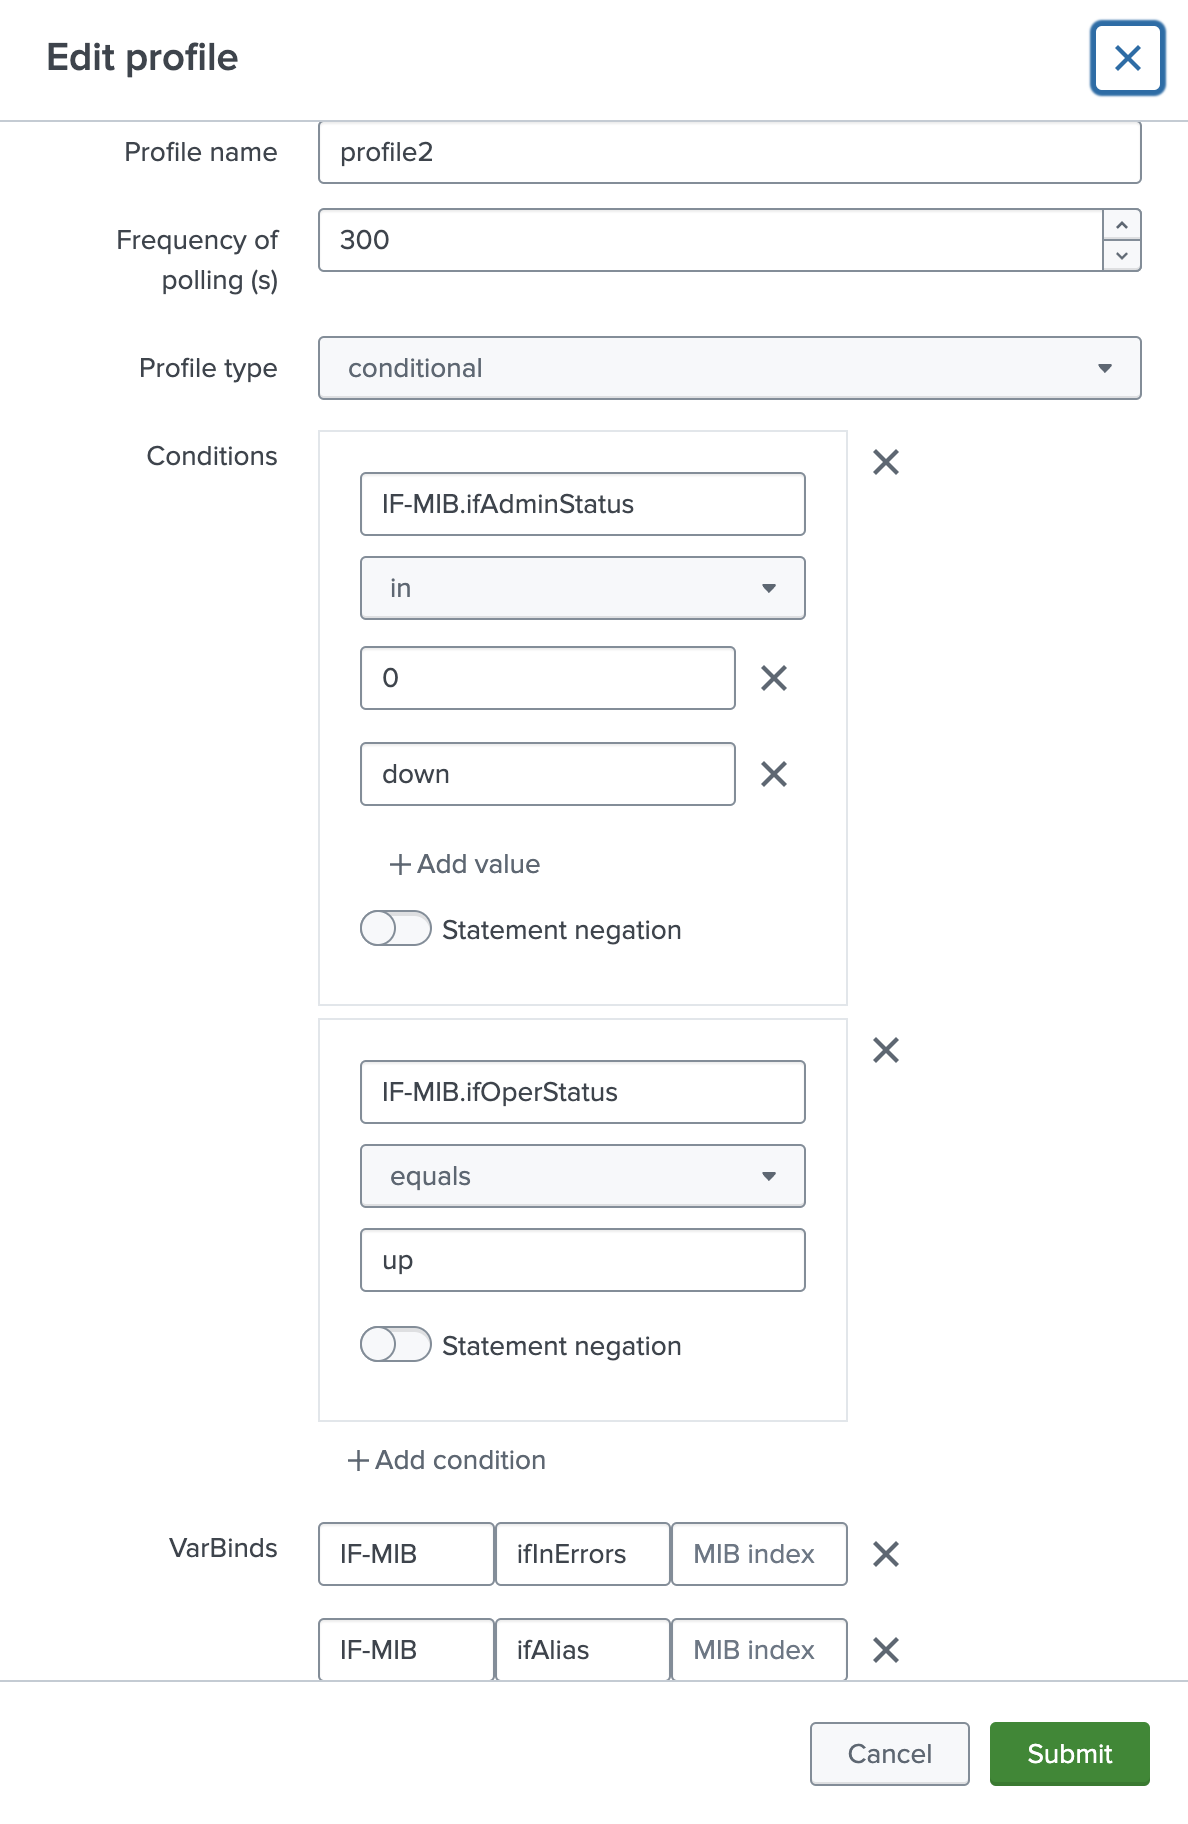 Edit profile
Profile name
profile2
Frequency of
polling (s)
300
Profile type
conditional
Conditions
IF-MIB.ifAdminStatus
in
0
down
Add value
Statement negation
IF-MIB.ifOperStatus
equals
up
Statement negation
Add condition
VarBinds
IF-MIB ifInErrors MIB index
IF-MIB ifAlias MIB index
Cancel Submit